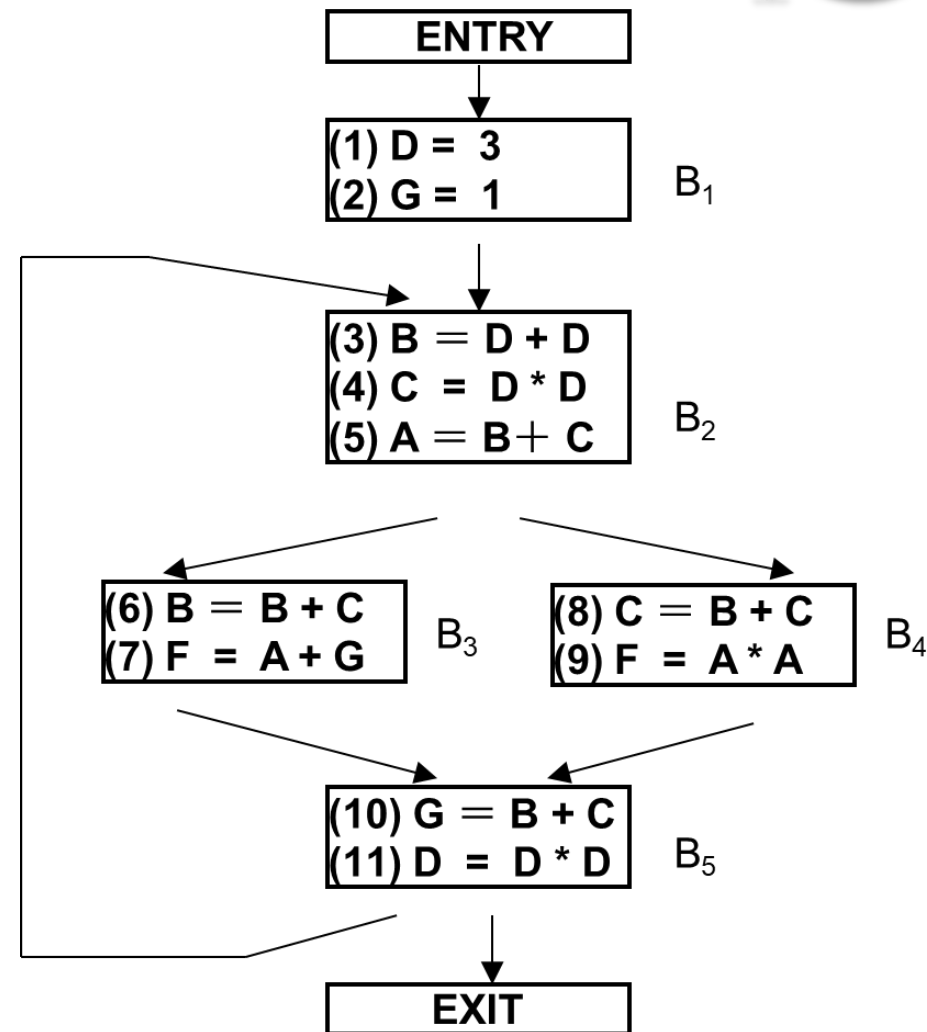 ENTRY
(1) D = 3
(2) G = 1
B₁
(3) B = D + D
(4) C = D * D
(5) A = B+ C
B₂
(6) B = B + C
(7) F = A + G
B₃
(8) C = B + C
(9) F = A * A
B₄
(10) G = B + C
(11) D = D * D
B₅
EXIT